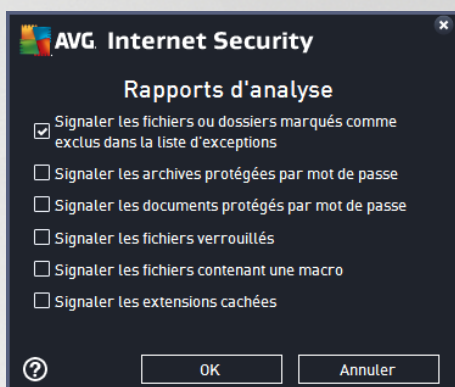 AVG. Internet Security
Rapports d'analyse
Signaler les fichiers ou dossiers marqués comme
exclus dans la liste d'exceptions
Signaler les archives protégées par mot de passe
Signaler les documents protégés par mot de passe
Signaler les fichiers verrouillés
Signaler les fichiers contenant une macro
Signaler les extensions cachées
? OK Annuler